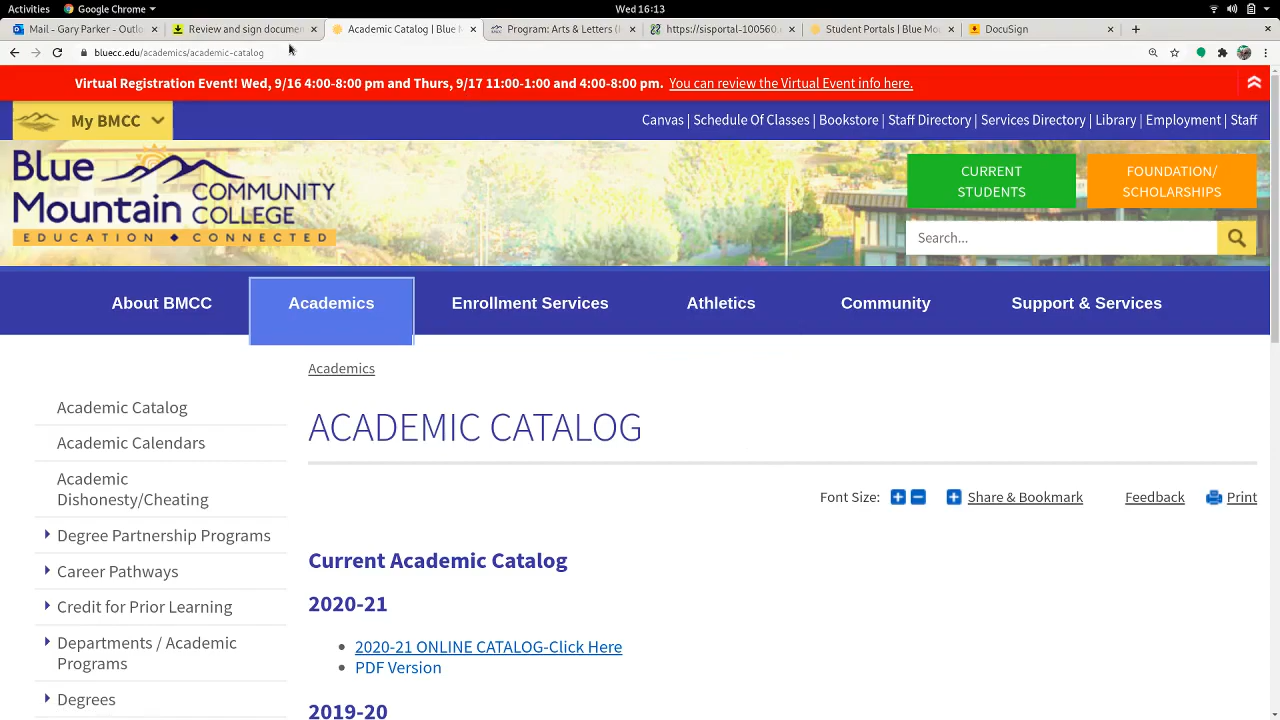 Activities Google Chrome Wed 16:13
Mail - Gary Parker - Outlo Review and sign documen Academic Catalog | Blue M Program: Arts & Letters ( https://sisportal-100560. Student Portals | Blue Mo DocuSign
bluecc.edu/academics/academic-catalog
Virtual Registration Event! Wed, 9/16 4:00-8:00 pm and Thurs, 9/17 11:00-1:00 and 4:00-8:00 pm. You can review the Virtual Event info here.
My BMCC
Canvas | Schedule Of Classes | Bookstore | Staff Directory | Services Directory | Library | Employment | Staff
Blue Mountain COMMUNITY COLLEGE
EDUCATION ◆ CONNECTED
CURRENT
STUDENTS
FOUNDATION/
SCHOLARSHIPS
Search...
About BMCC Academics Enrollment Services Athletics Community Support & Services
Academics
Academic Catalog
Academic Calendars
Academic
Dishonesty/Cheating
Degree Partnership Programs
Career Pathways
Credit for Prior Learning
Departments / Academic
Programs
Degrees
ACADEMIC CATALOG
Font Size: Share & Bookmark Feedback Print
Current Academic Catalog
2020-21
2020-21 ONLINE CATALOG-Click Here
PDF Version
2019-20